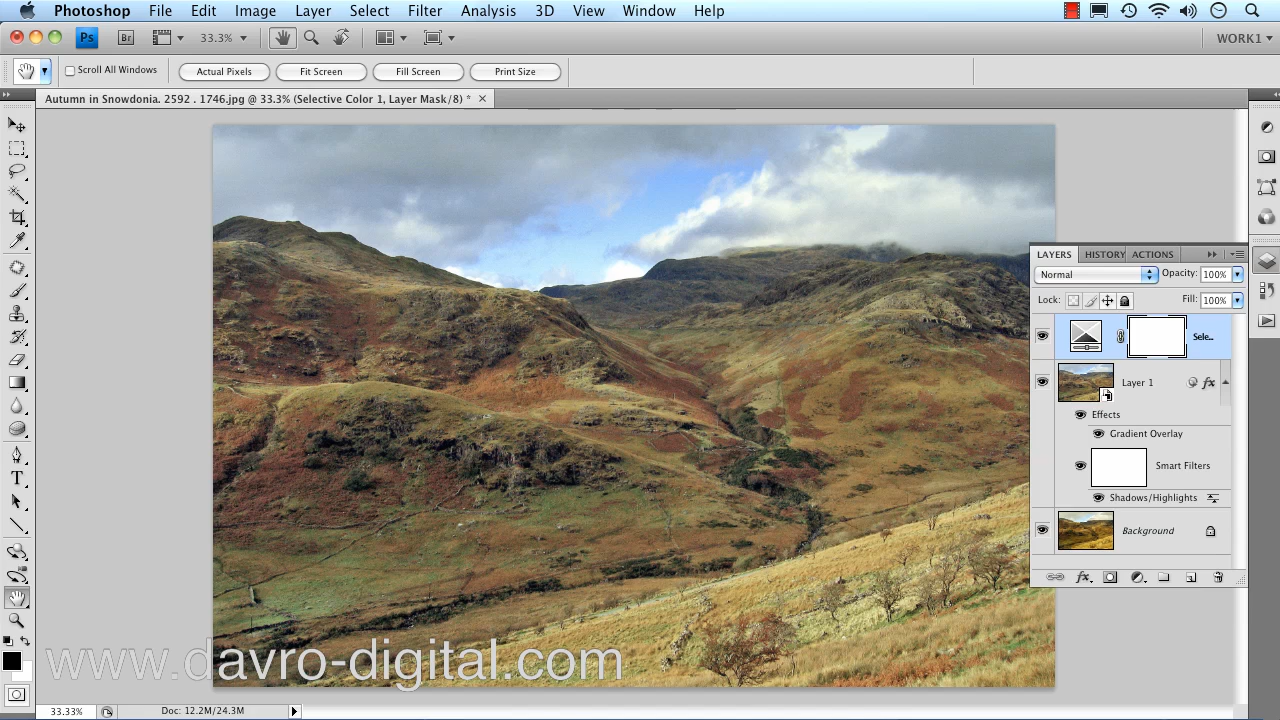 Photoshop File Edit Image Layer Select Filter Analysis 3D View Window Help
Ps Br 33.3% WORK1
Scroll All Windows Actual Pixels Fit Screen Fill Screen Print Size
Autumn in Snowdonia. 2592 . 1746.jpg @ 33.3% (Selective Color 1, Layer Mask/8) *
LAYERS HISTORY ACTIONS
Normal Opacity: 100%
Lock: Fill: 100%
Sele...
Layer 1 fx
Effects
Gradient Overlay
Smart Filters
Shadows/Highlights
Background
fx
T
www.davro-digital.com
33.33% Doc: 12.2M/24.3M